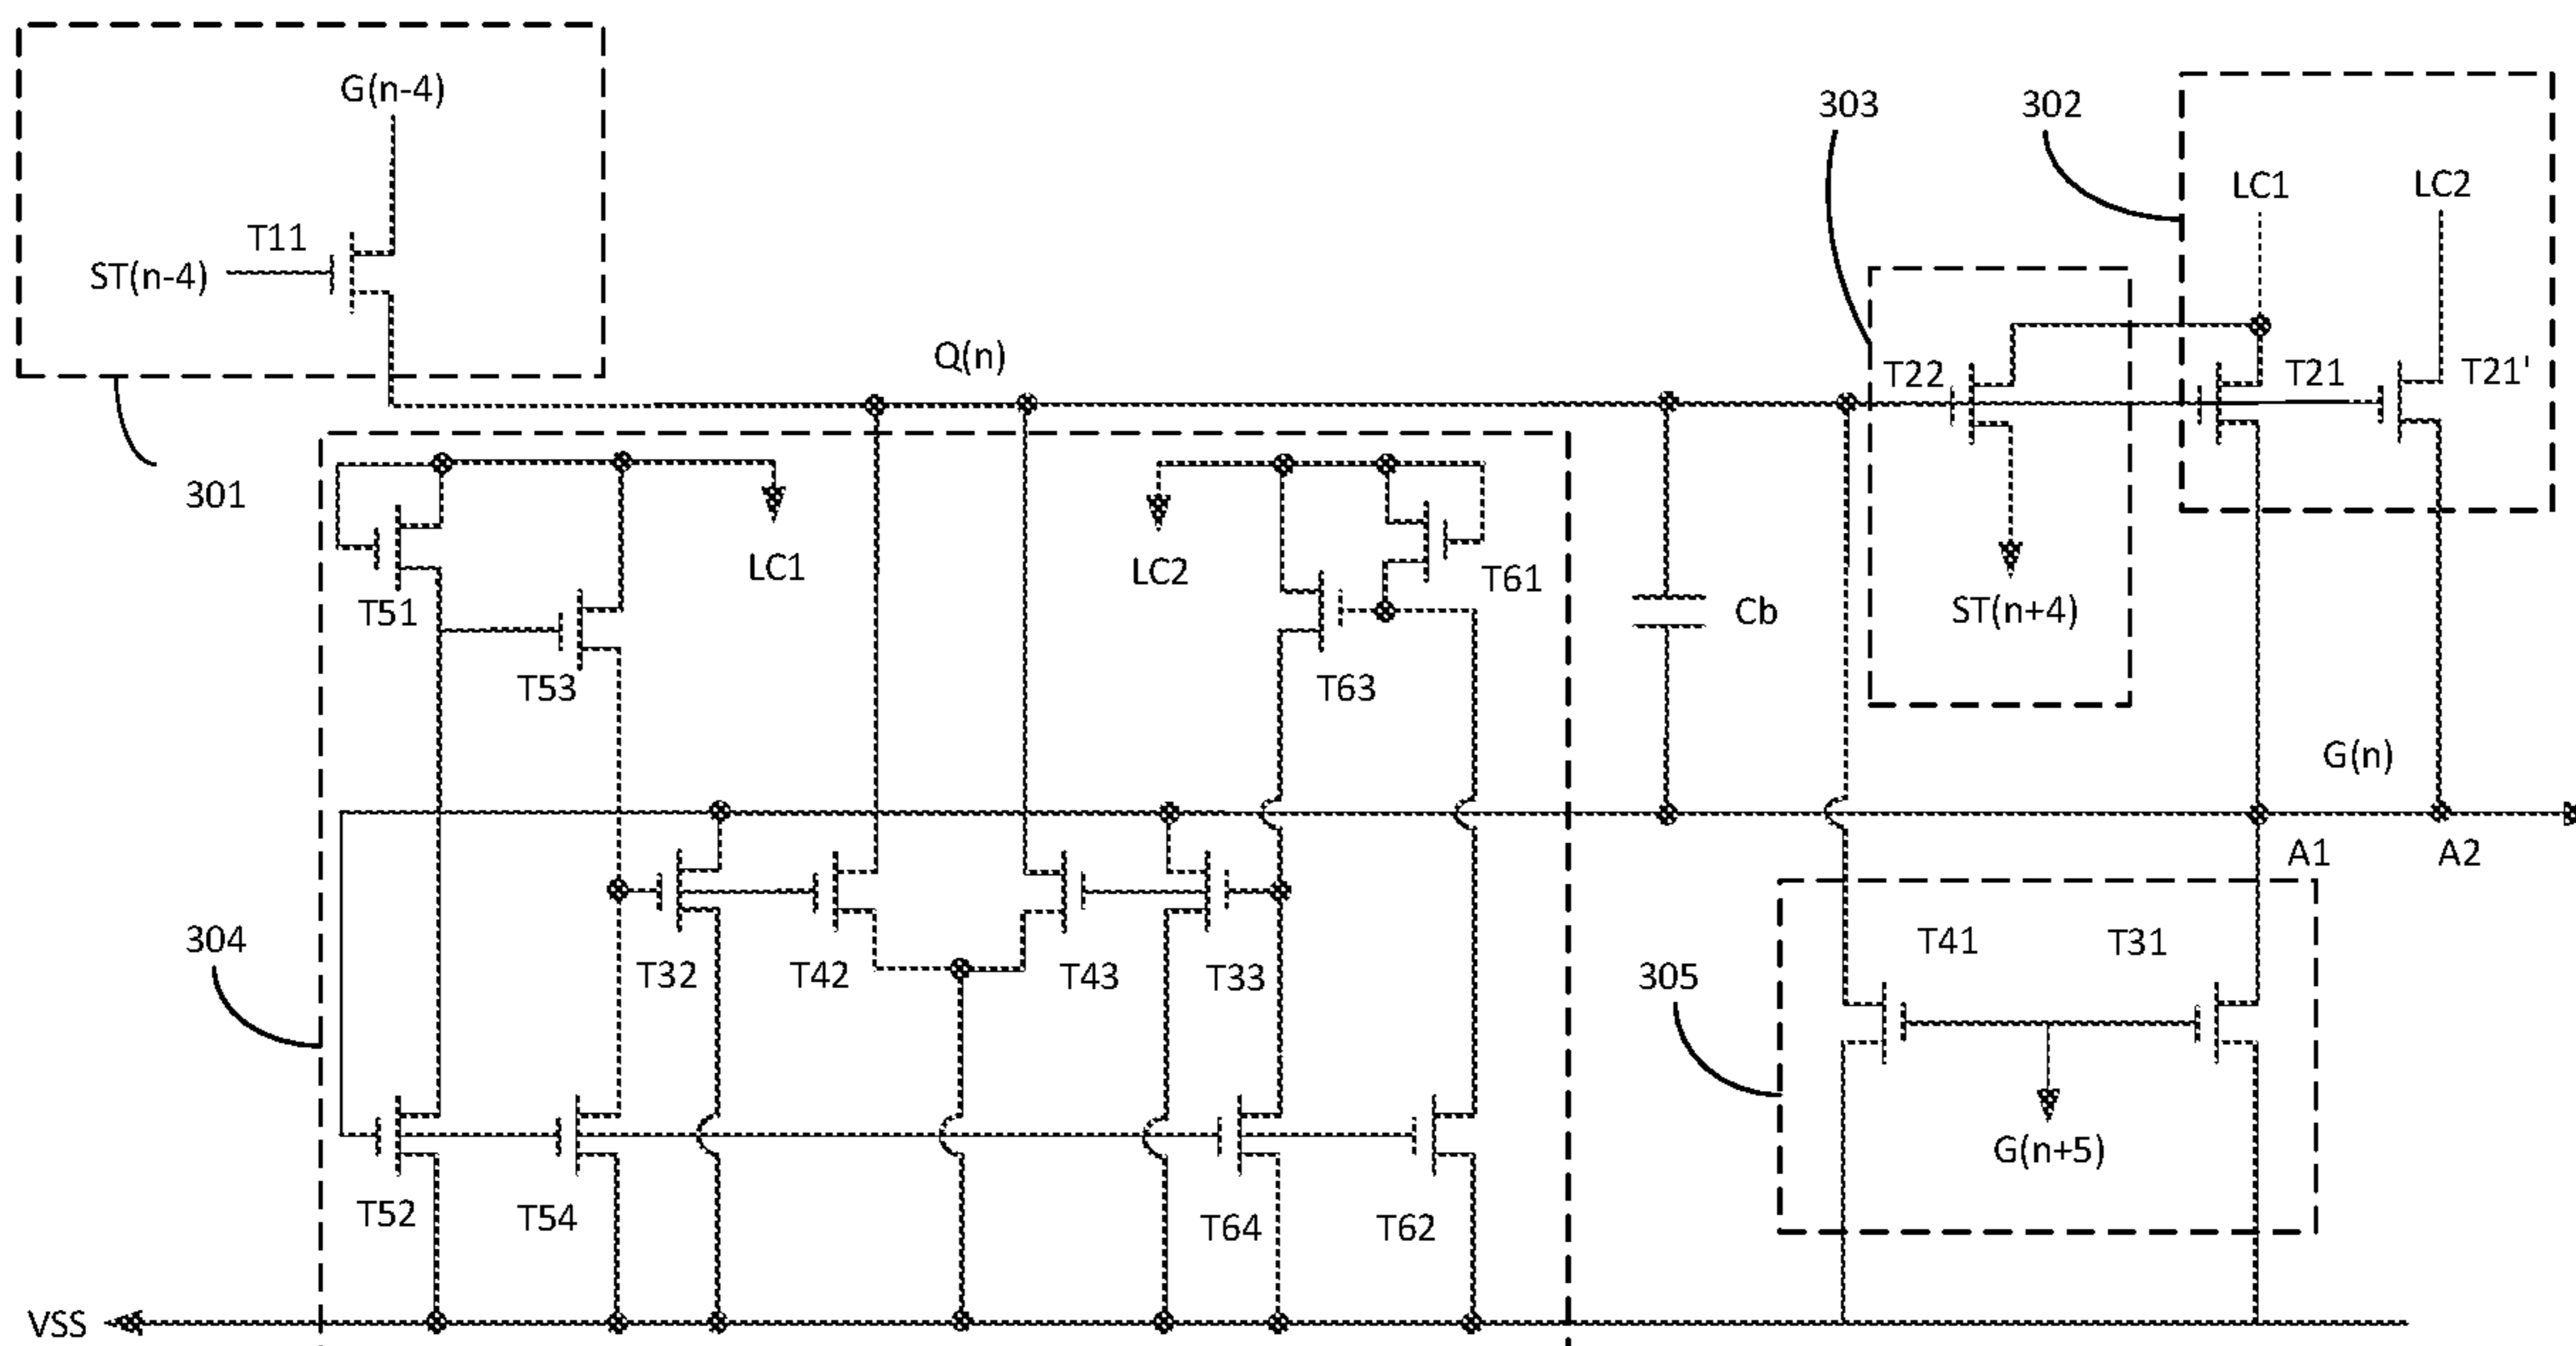 G(n-4)
303
302
LC1
LC2
T11
ST(n-4)
Q(n)
T22
T21
T21'
301
LC1
LC2
T51
T61
Cb
ST(n+4)
T53
T63
G(n)
A1
A2
304
T32
T42
T43
T33
305
T41
T31
G(n+5)
T52
T54
T64
T62
VSS